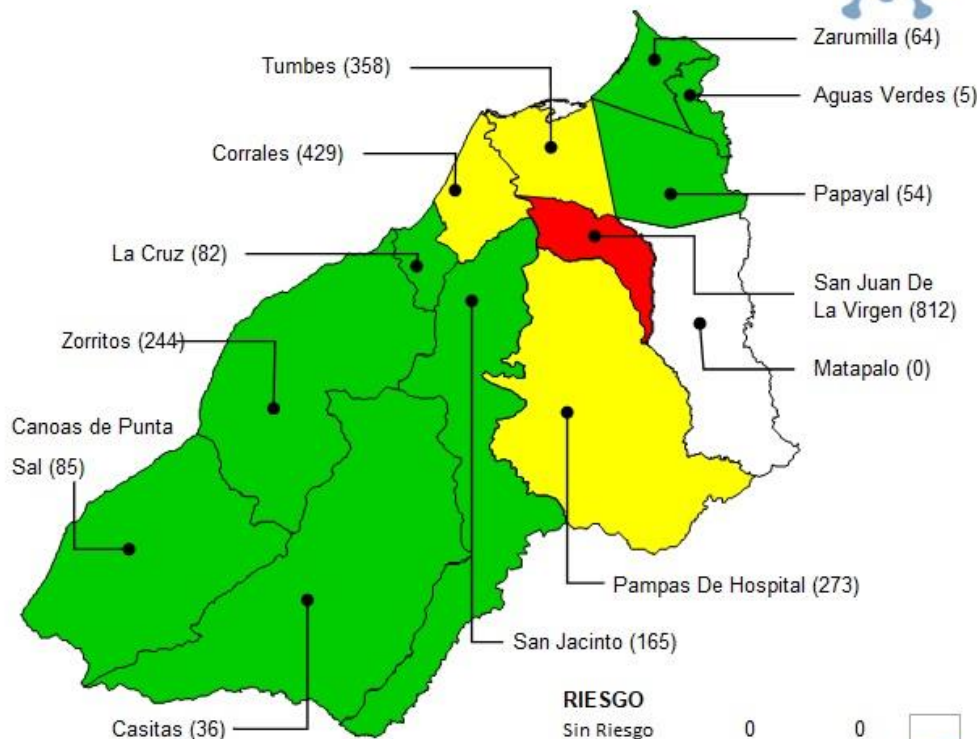 Zarumilla (64)
Tumbes (358)
Aguas Verdes (5)
Corrales (429)
Papayal (54)
La Cruz (82)
San Juan De
La Virgen (812)
Zorritos (244)
Matapalo (0)
Canoas de Punta
Sal (85)
Pampas De Hospital (273)
San Jacinto (165)
Casitas (36)
RIESGO
Sin Riesgo 0 0